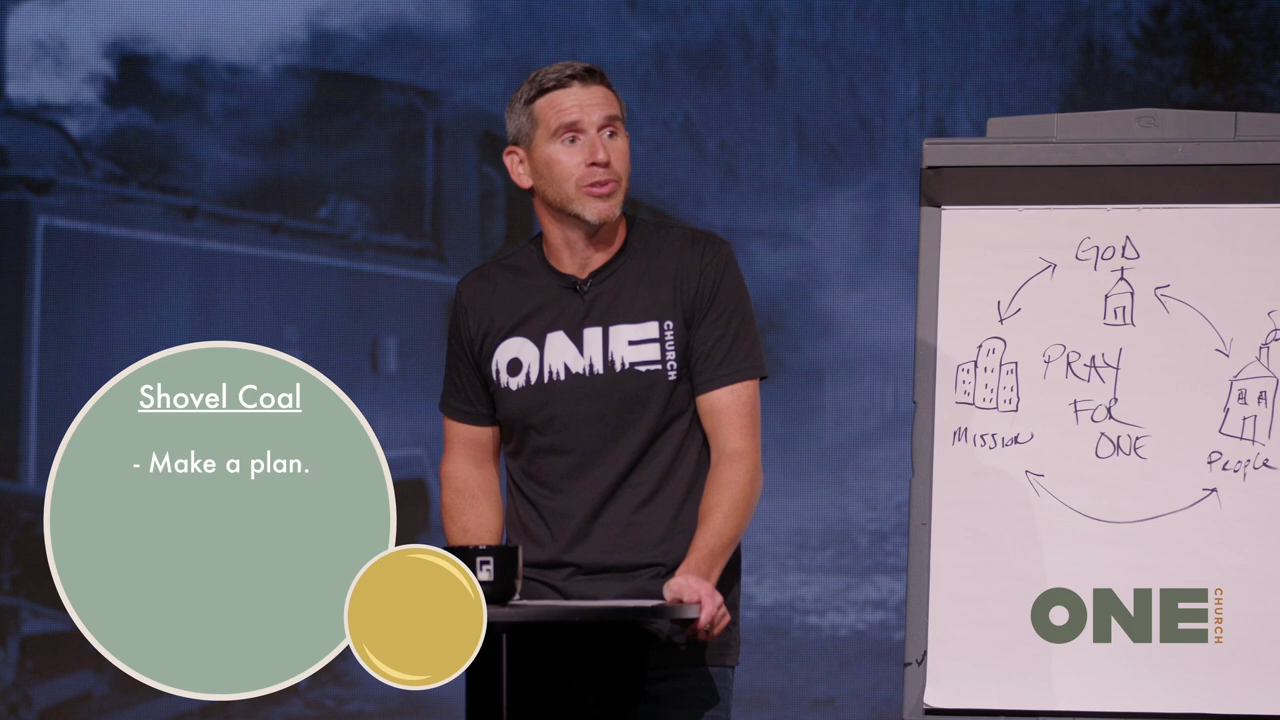 Shovel Coal
- Make a plan.
ONE CHURCH
GOD
PRAY
FOR
ONE
MISSION
People
ONE CHURCH